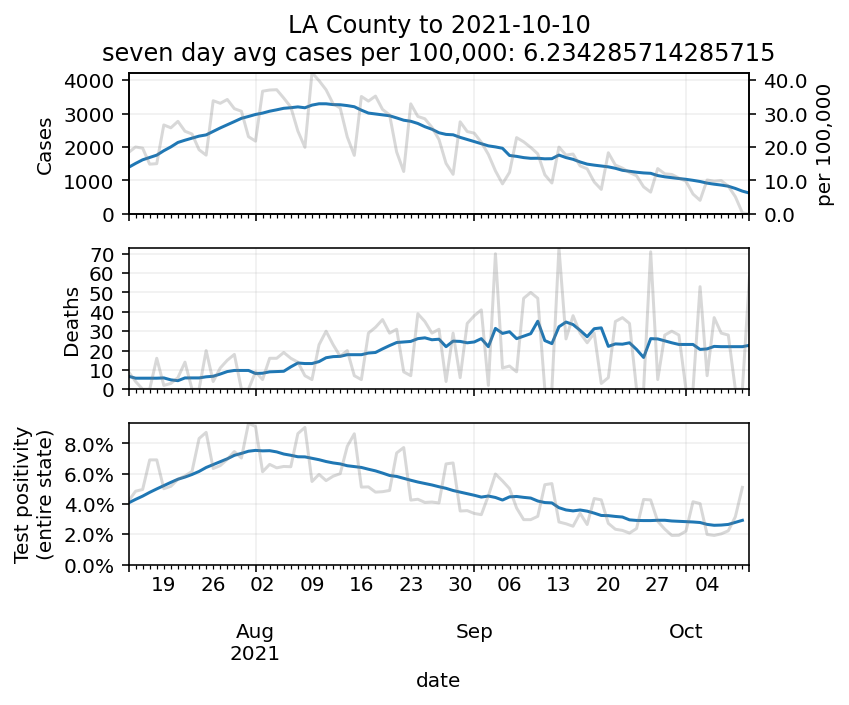 LA County to 2021-10-10
seven day avg cases per 100,000: 6.234285714285715
4000
3000
2000
1000
0
Cases
40.0
30.0
20.0
10.0
0.0
per 100,000
70
60
50
40
30
20
10
0
Deaths
8.0%
6.0%
4.0%
2.0%
0.0%
Test positivity
(entire state)
19 26 02 09 16 23 30 06 13 20 27 04
Aug Sep Oct
2021
date